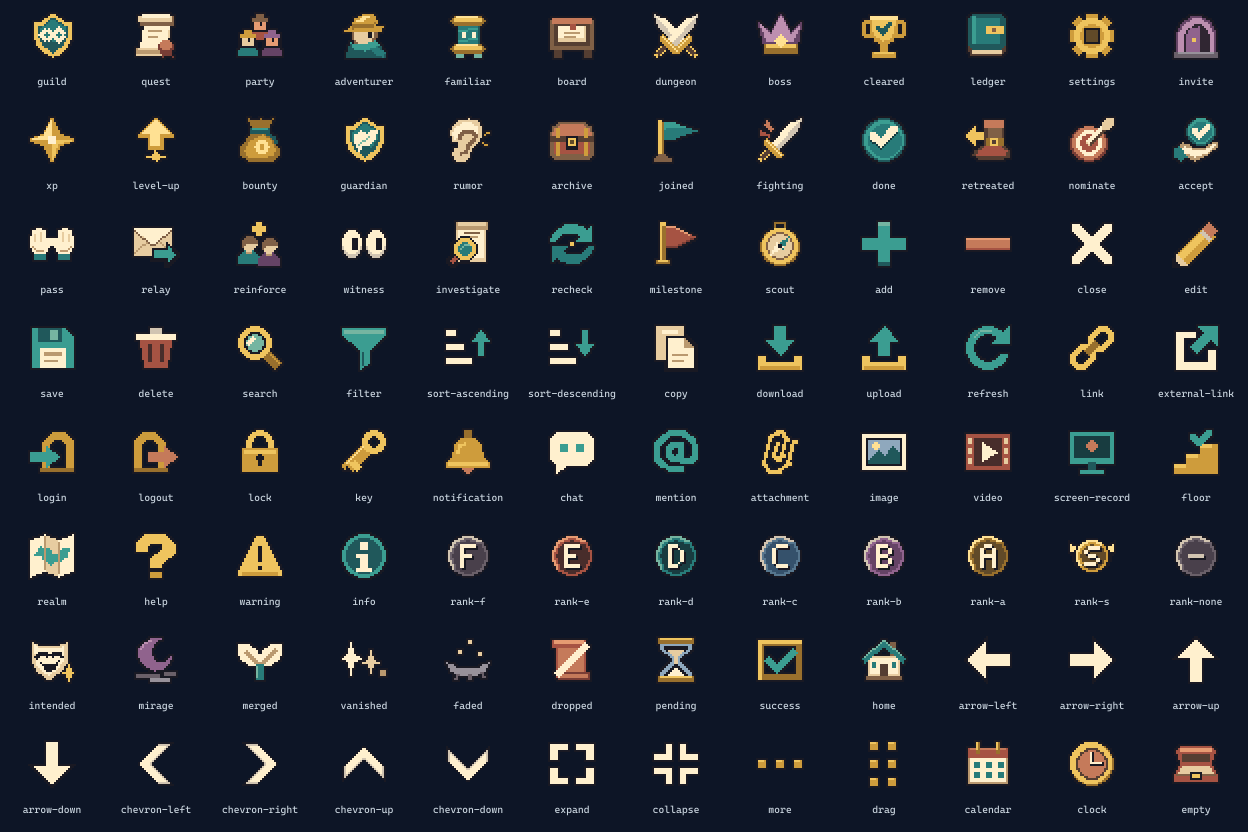 guild quest party adventurer familiar board dungeon boss cleared ledger settings invite
xp level-up bounty guardian rumor archive joined fighting done retreated nominate accept
pass relay reinforce witness investigate recheck milestone scout add remove close edit
save delete search filter sort-ascending sort-descending copy download upload refresh link external-link
@
login logout lock key notification chat mention attachment image video screen-record floor
? ! i F E D C B A S -
realm help warning info rank-f rank-e rank-d rank-c rank-b rank-a rank-s rank-none
intended mirage merged vanished faded dropped pending success home arrow-left arrow-right arrow-up
arrow-down chevron-left chevron-right chevron-up chevron-down expand collapse more drag calendar clock empty